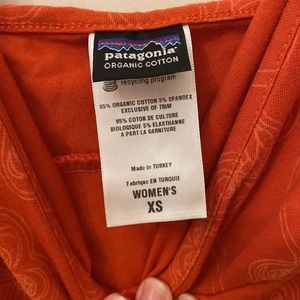 patagonia
ORGANIC COTTON
recycling program
95% ORGANIC COTTON 5% SPANDEX
EXCLUSIVE OF TRIM
95% COTON DE CULTURE
BIOLOGIQUE 5% ELASTHANNE
A PART LA GARNITURE
Made in TURKEY
Fabrique EN TURQUIE
WOMEN'S
XS